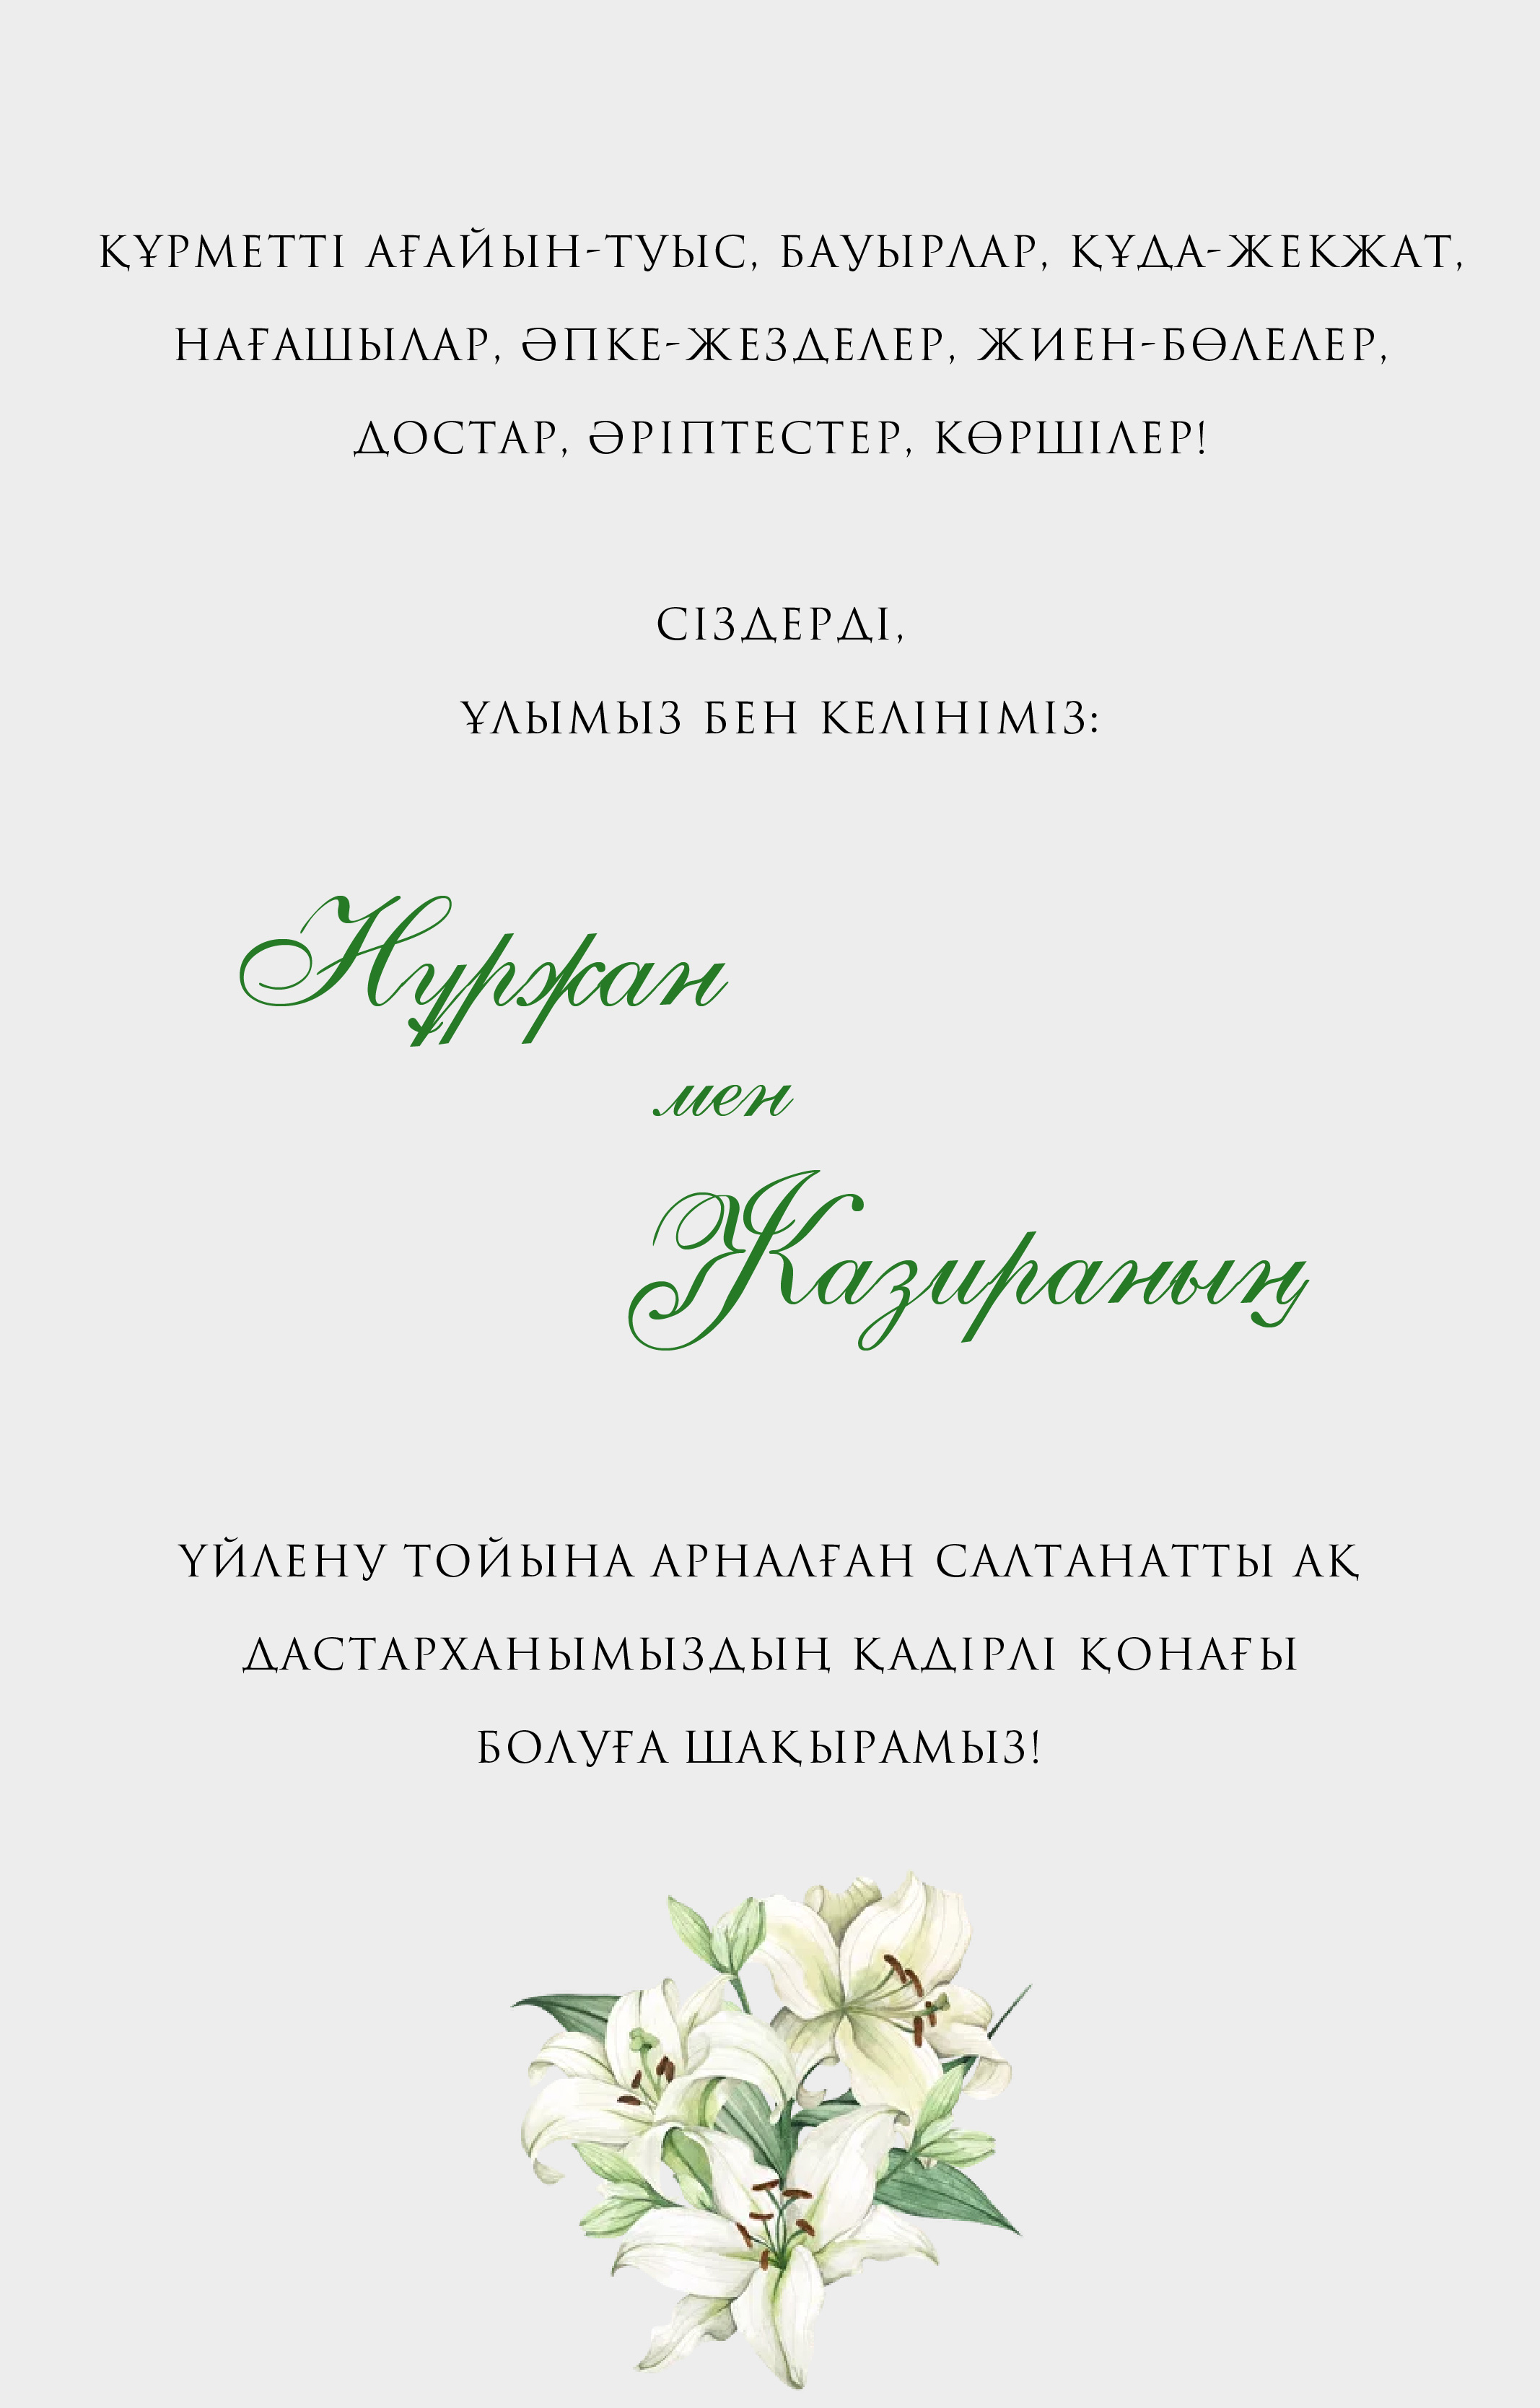 ҚҰРМЕТТІ АҒАЙЫН-ТУЫС, БАУЫРЛАР, ҚҰДА-ЖЕКЖАТ,
НАҒАШЫЛАР, ӘПКЕ-ЖЕЗДЕЛЕР, ЖИЕН-БӨЛЕЛЕР,
ДОСТАР, ӘРІПТЕСТЕР, КӨРШІЛЕР!
СІЗДЕРДІ,
ҰЛЫМЫЗ БЕН КЕЛІНІМІЗ:
Нұржан
мен
Жазираның
ҮЙЛЕНУ ТОЙЫНА АРНАЛҒАН САЛТАНАТТЫ АҚ
ДАСТАРХАНЫМЫЗДЫҢ ҚАДІРЛІ ҚОНАҒЫ
БОЛУҒА ШАҚЫРАМЫЗ!